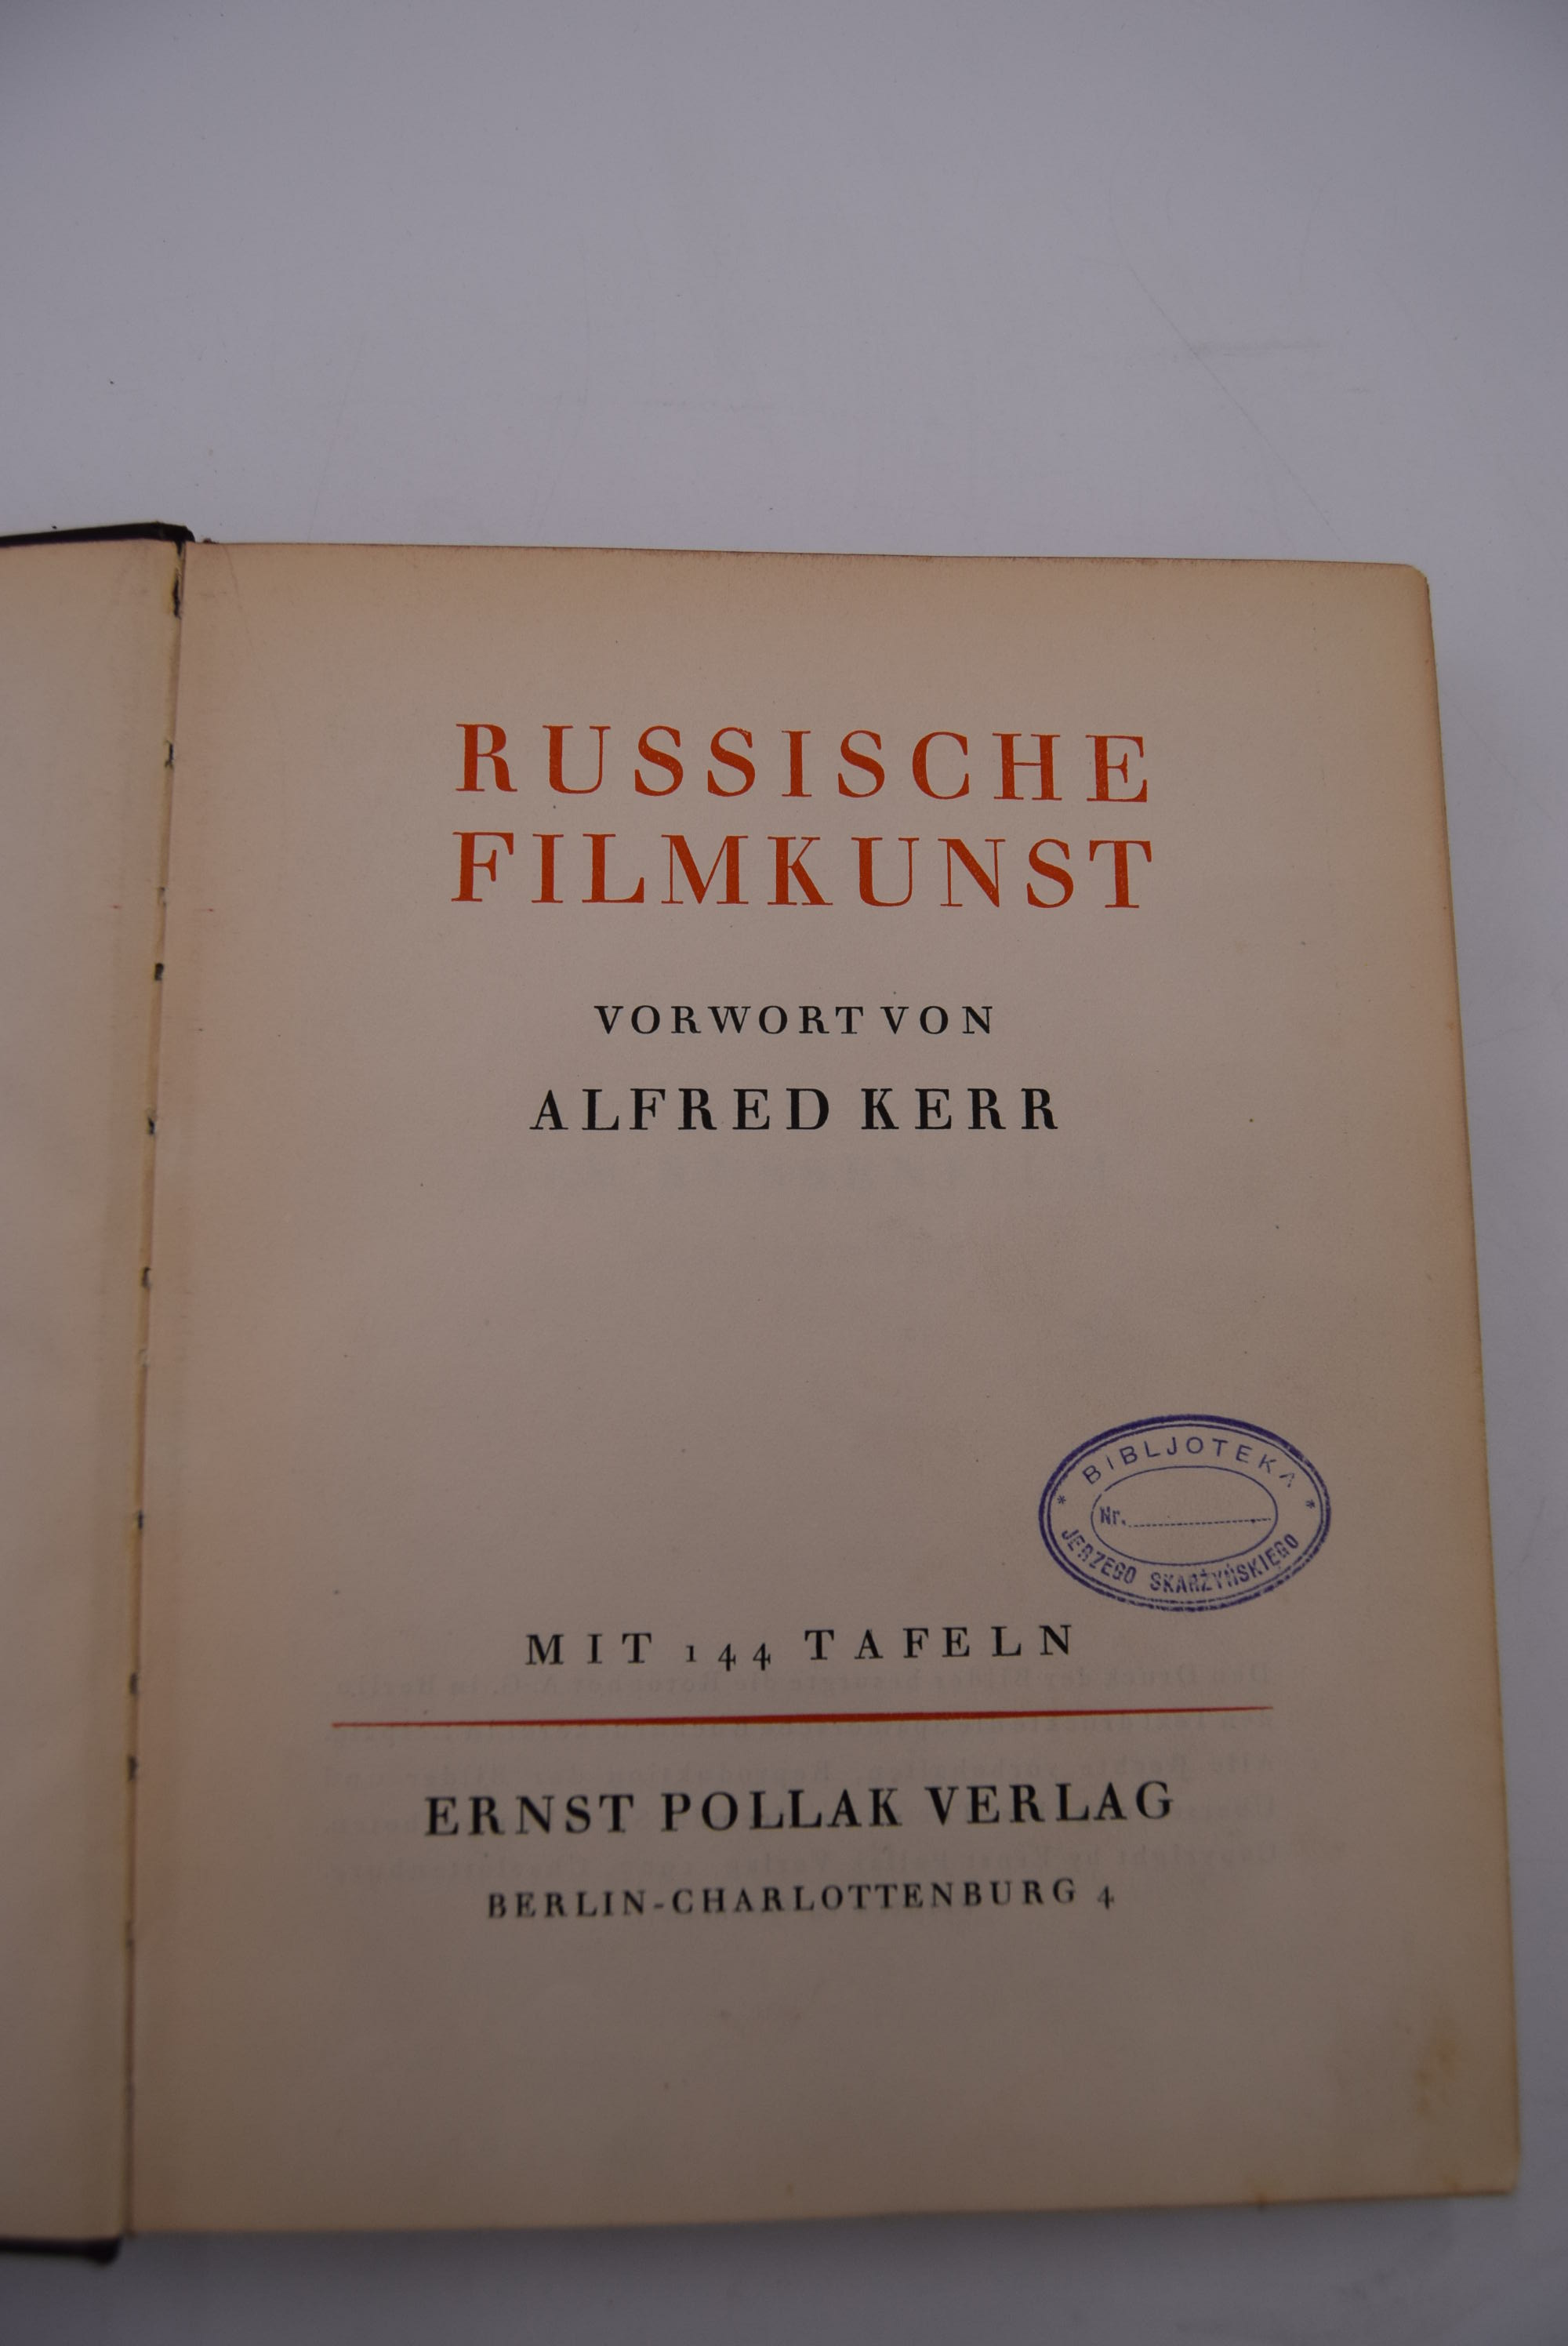 RUSSISCHE
FILMKUNST
VORWORT VON
ALFRED KERR
* BIBLJOTEKA *
Nr.
JERZEGO SKARŻYŃSKIEGO
MIT 144 TAFELN
ERNST POLLAK VERLAG
BERLIN-CHARLOTTENBURG 4